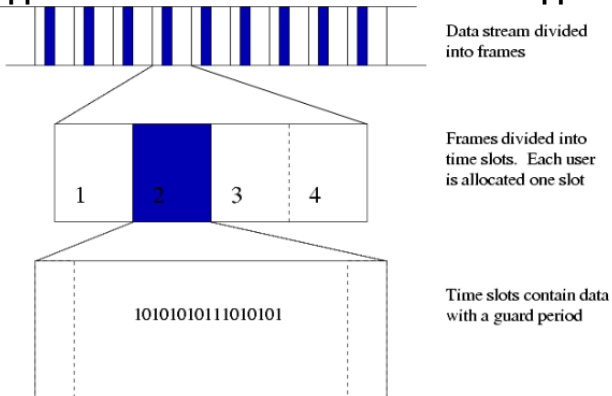 Data stream divided
into frames
Frames divided into
time slots. Each user
is allocated one slot
1 2 3 4
10101010111010101
Time slots contain data
with a guard period